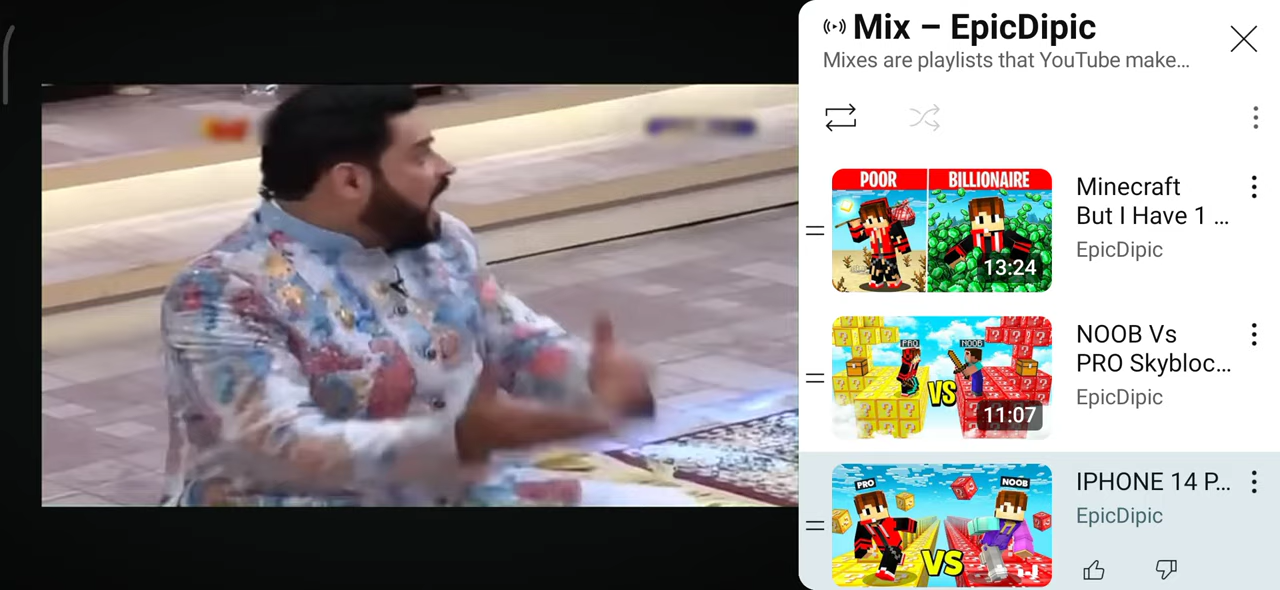 Mix – EpicDipic
Mixes are playlists that YouTube make...
POOR
BILLIONAIRE
13:24
Minecraft
But I Have 1 ...
EpicDipic
PRO
NOOB
VS
11:07
NOOB Vs
PRO Skybloc...
EpicDipic
PRO
NOOB
VS
IPHONE 14 P...
EpicDipic